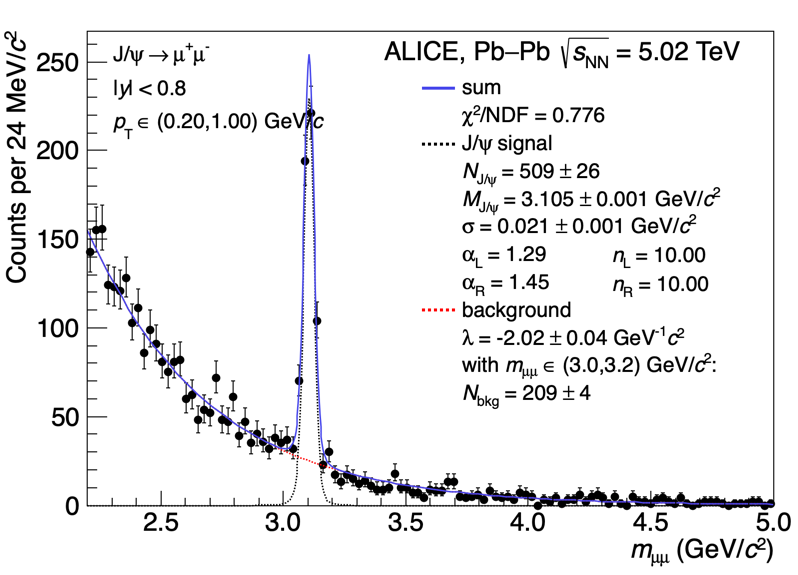 Counts per 24 MeV/c²
250
200
150
100
50
0
J/ψ → μ⁺μ⁻
|y| < 0.8
p_T ∈ (0.20,1.00) GeV/c
ALICE, Pb–Pb √s_NN = 5.02 TeV
sum
χ²/NDF = 0.776
J/ψ signal
N_J/ψ = 509 ± 26
M_J/ψ = 3.105 ± 0.001 GeV/c²
σ = 0.021 ± 0.001 GeV/c²
α_L = 1.29 n_L = 10.00
α_R = 1.45 n_R = 10.00
background
λ = -2.02 ± 0.04 GeV⁻¹c²
with m_μμ ∈ (3.0,3.2) GeV/c²:
N_bkg = 209 ± 4
2.5 3.0 3.5 4.0 4.5 5.0
m_μμ (GeV/c²)